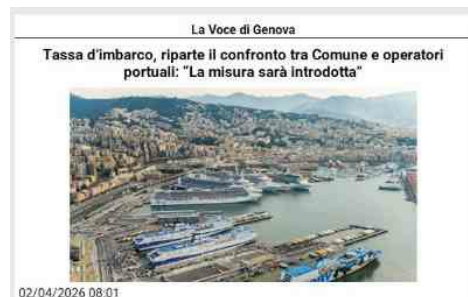 La Voce di Genova
Tassa d'imbarco, riparte il confronto tra Comune e operatori
portuali: "La misura sarà introdotta"
02/04/2026 08:01